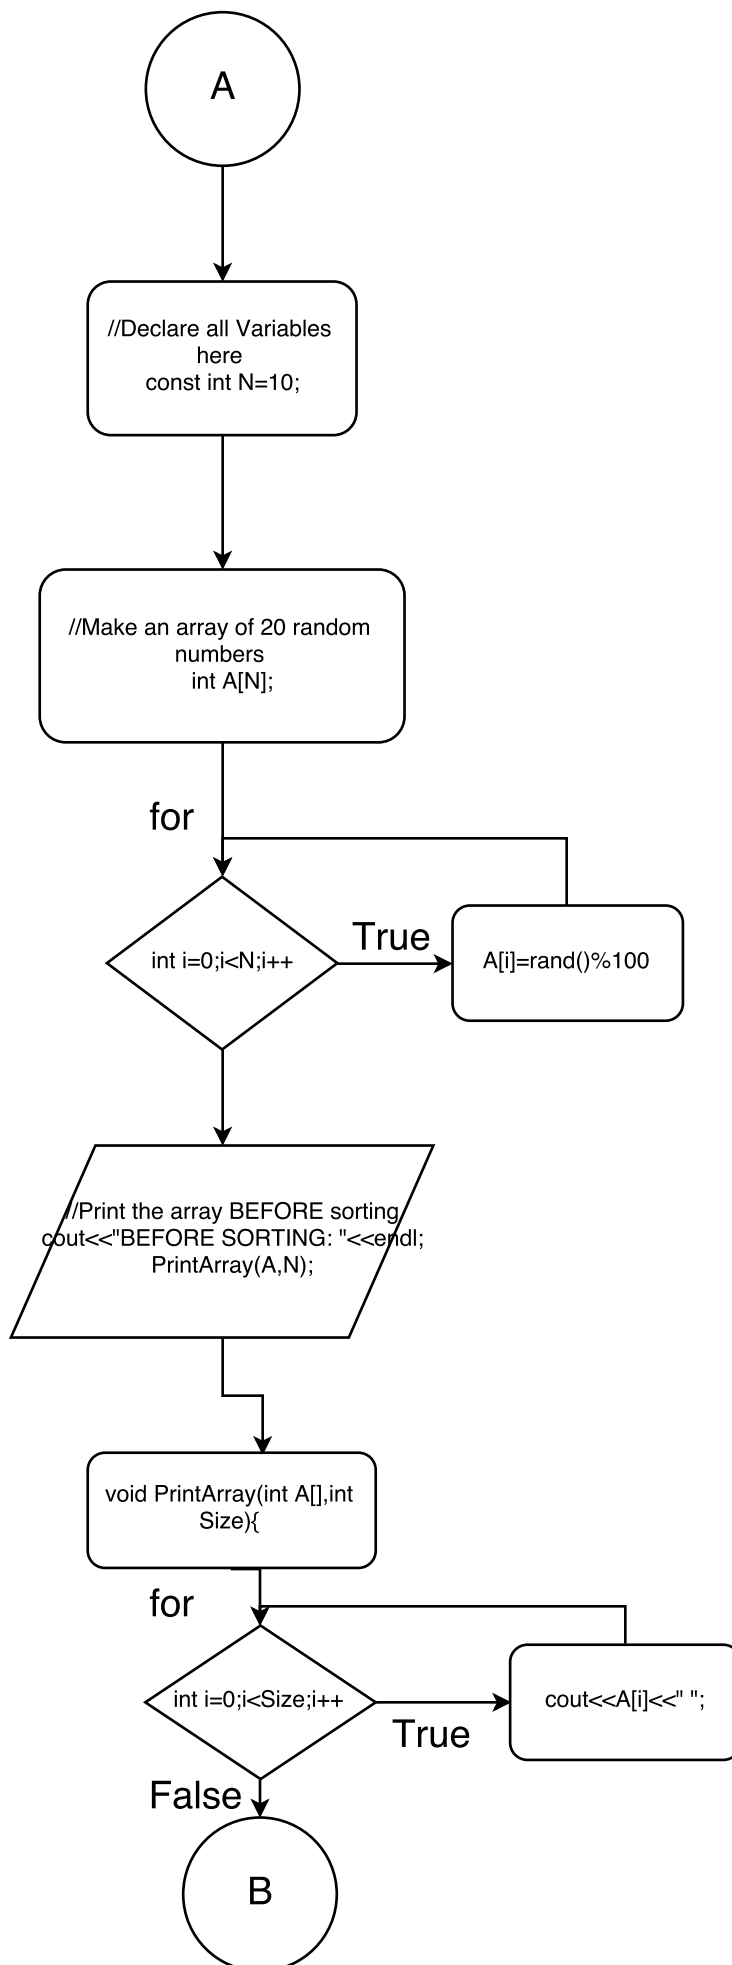 A
//Declare all Variables
here
const int N=10;
//Make an array of 20 random
numbers
int A[N];
for
int i=0;i<N;i++
True
A[i]=rand()%100
//Print the array BEFORE sorting
cout<<"BEFORE SORTING: "<<endl;
PrintArray(A,N);
void PrintArray(int A[],int
Size){
for
int i=0;i<Size;i++
True
cout<<A[i]<<" ";
False
B